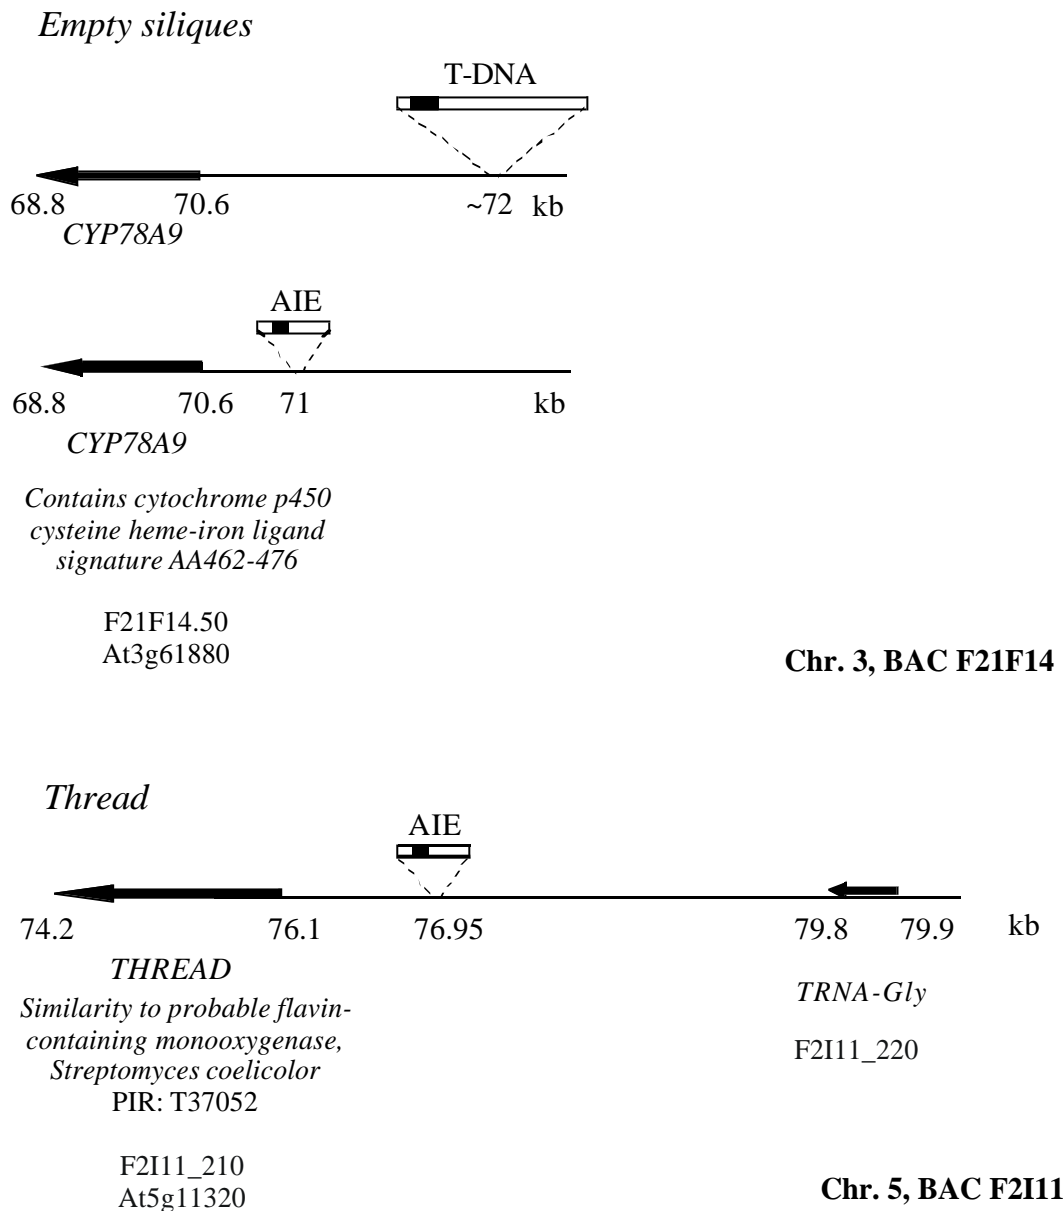 Empty siliques
T-DNA
68.8 70.6 ~72 kb
CYP78A9
AIE
68.8 70.6 71 kb
CYP78A9
Contains cytochrome p450
cysteine heme-iron ligand
signature AA462-476
F21F14.50
At3g61880
Chr. 3, BAC F21F14
Thread
AIE
74.2 76.1 76.95 79.8 79.9 kb
THREAD
Similarity to probable flavin-
containing monooxygenase,
Streptomyces coelicolor
PIR: T37052
TRNA-Gly
F2I11_220
F2I11_210
At5g11320
Chr. 5, BAC F2I11